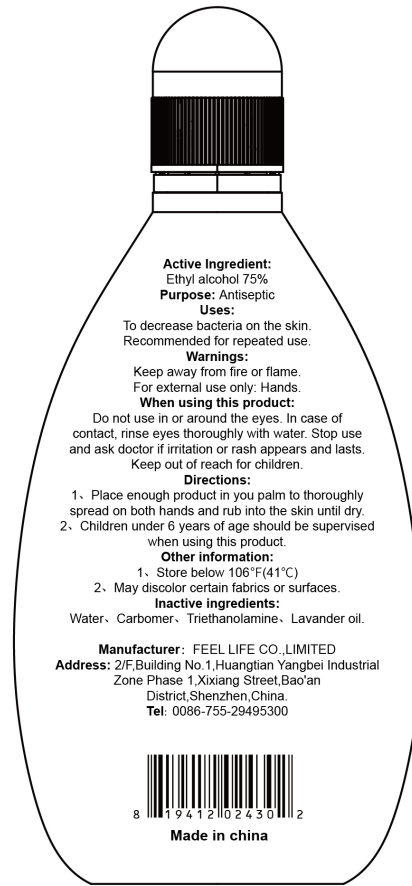 Active Ingredient:
Ethyl alcohol 75%
Purpose: Antiseptic
Uses:
To decrease bacteria on the skin.
Recommended for repeated use.
Warnings:
Keep away from fire or flame.
For external use only: Hands.
When using this product:
Do not use in or around the eyes. In case of
contact, rinse eyes thoroughly with water. Stop use
and ask doctor if irritation or rash appears and lasts.
Keep out of reach for children.
Directions:
1、Place enough product in you palm to thoroughly
spread on both hands and rub into the skin until dry.
2、Children under 6 years of age should be supervised
when using this product.
Other information:
1、Store below 106°F(41℃)
2、May discolor certain fabrics or surfaces.
Inactive ingredients:
Water、Carbomer、Triethanolamine、Lavander oil.
Manufacturer：FEEL LIFE CO.,LIMITED
Address: 2/F,Building No.1,Huangtian Yangbei Industrial
Zone Phase 1,Xixiang Street,Bao'an
District,Shenzhen,China.
Tel: 0086-755-29495300
8 19412 02430 2
Made in china